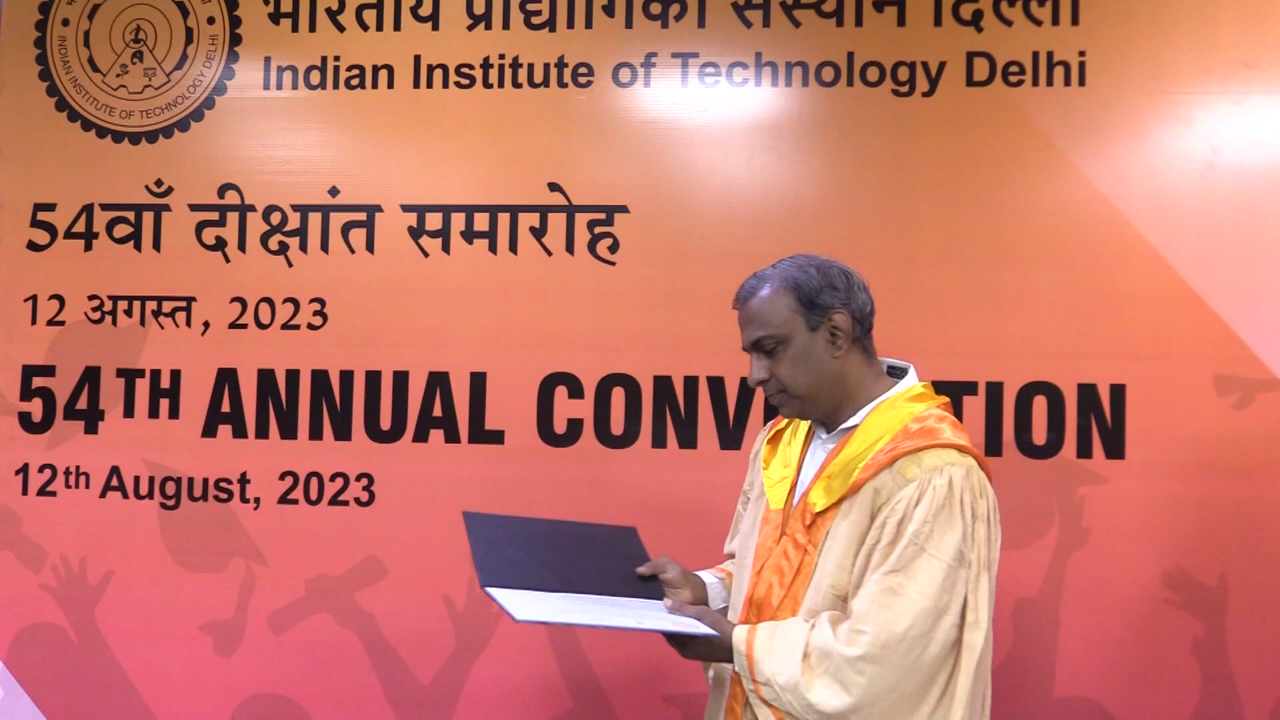 भारतीय प्रौद्योगिकी संस्थान दिल्ली
Indian Institute of Technology Delhi
INDIAN INSTITUTE OF TECHNOLOGY DELHI
54वाँ दीक्षांत समारोह
12 अगस्त, 2023
54TH ANNUAL CONV TION
12th August, 2023